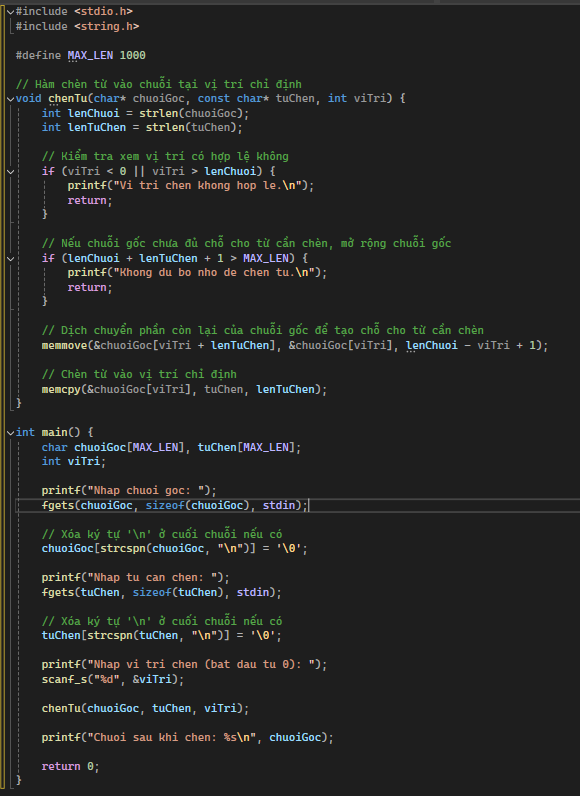 #include <stdio.h>
#include <string.h>
#define MAX_LEN 1000
// Hàm chèn từ vào chuỗi tại vị trí chỉ định
void chenTu(char* chuoiGoc, const char* tuChen, int viTri) {
int lenChuoi = strlen(chuoiGoc);
int lenTuChen = strlen(tuChen);
// Kiểm tra xem vị trí có hợp lệ không
if (viTri < 0 || viTri > lenChuoi) {
printf("Vi tri chen khong hop le.\n");
return;
}
// Nếu chuỗi gốc chưa đủ chỗ cho từ cần chèn, mở rộng chuỗi gốc
if (lenChuoi + lenTuChen + 1 > MAX_LEN) {
printf("Khong du bo nho de chen tu.\n");
return;
}
// Dịch chuyển phần còn lại của chuỗi gốc để tạo chỗ cho từ cần chèn
memmove(&chuoiGoc[viTri + lenTuChen], &chuoiGoc[viTri], lenChuoi - viTri + 1);
// Chèn từ vào vị trí chỉ định
memcpy(&chuoiGoc[viTri], tuChen, lenTuChen);
}
int main() {
char chuoiGoc[MAX_LEN], tuChen[MAX_LEN];
int viTri;
printf("Nhap chuoi goc: ");
fgets(chuoiGoc, sizeof(chuoiGoc), stdin);
// Xóa ký tự '\n' ở cuối chuỗi nếu có
chuoiGoc[strcspn(chuoiGoc, "\n")] = '\0';
printf("Nhap tu can chen: ");
fgets(tuChen, sizeof(tuChen), stdin);
// Xóa ký tự '\n' ở cuối chuỗi nếu có
tuChen[strcspn(tuChen, "\n")] = '\0';
printf("Nhap vi tri chen (bat dau tu 0): ");
scanf_s("%d", &viTri);
chenTu(chuoiGoc, tuChen, viTri);
printf("Chuoi sau khi chen: %s\n", chuoiGoc);
return 0;
}